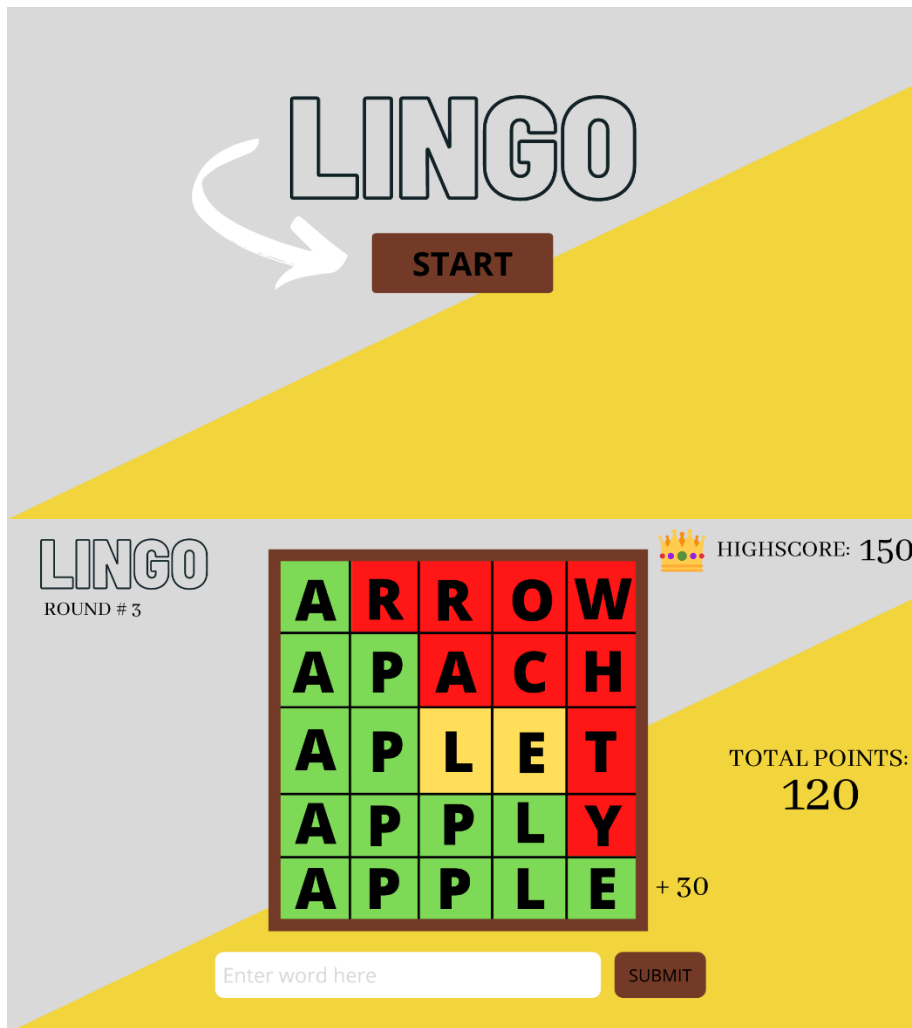 LINGO
START
LINGO
ROUND # 3
HIGHSCORE: 150
A R R O W
A P A C H
A P L E T
A P P L Y
A P P L E
TOTAL POINTS:
120
+ 30
Enter word here
SUBMIT